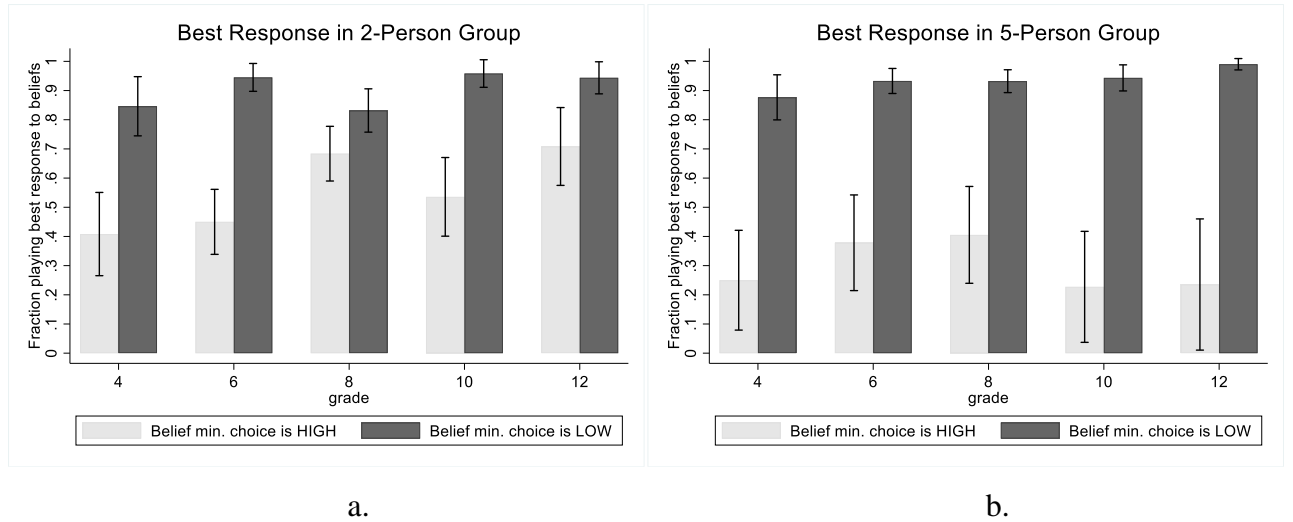 Best Response in 2-Person Group
Fraction playing best response to beliefs
1
.9
.8
.7
.6
.5
.4
.3
.2
.1
0
4 6 8 10 12
grade
Belief min. choice is HIGH Belief min. choice is LOW
a.
Best Response in 5-Person Group
Fraction playing best response to beliefs
1
.9
.8
.7
.6
.5
.4
.3
.2
.1
0
4 6 8 10 12
grade
Belief min. choice is HIGH Belief min. choice is LOW
b.